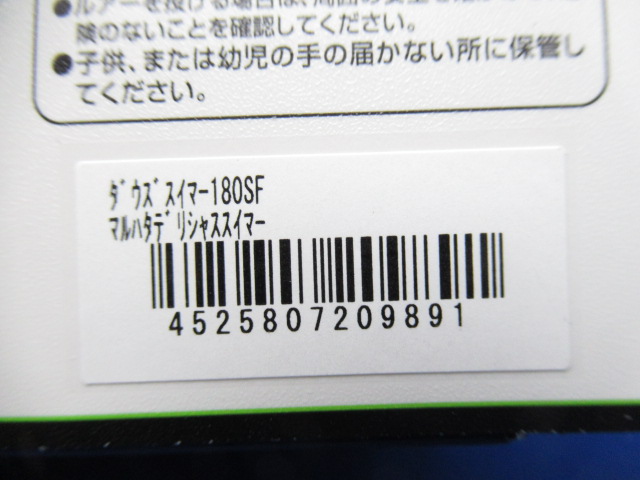 ●ルアーを投げる場合は、周囲の安全を
険のないことを確認してください。
●子供、または幼児の手の届かない所に保管し
てください。
ﾀﾞｳｽﾞｽｲﾏｰ180SF
ﾏﾙﾊﾀﾃﾞﾘｼｬｽｽｲﾏｰ
4525807209891